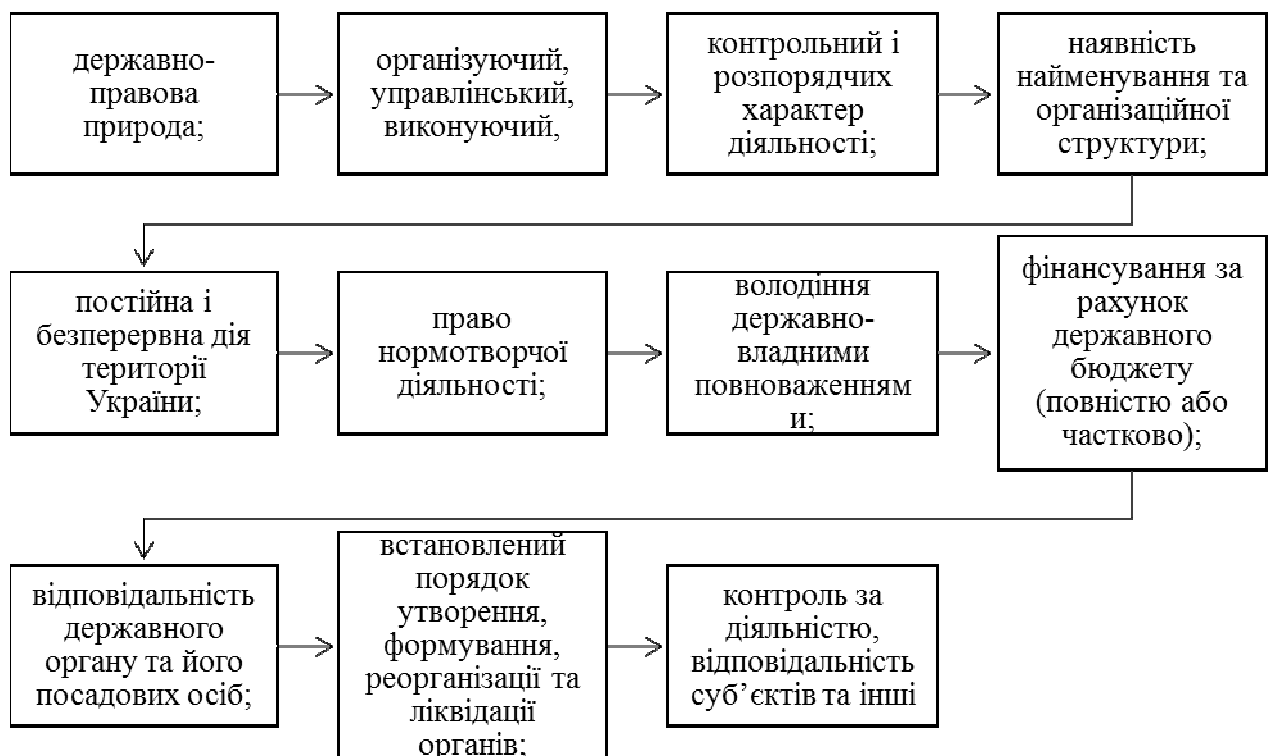 державно-
правова
природа;
організуючий,
управлінський,
виконуючий,
контрольний і
розпорядчих
характер
діяльності;
наявність
найменування та
організаційної
структури;
постійна і
безперервна дія
території
України;
право
нормотворчої
діяльності;
володіння
державно-
владними
повноваженням
и;
фінансування за
рахунок
державного
бюджету
(повністю або
частково);
відповідальність
державного
органу та його
посадових осіб;
встановлений
порядок
утворення,
формування,
реорганізації та
ліквідації
органів;
контроль за
діяльністю,
відповідальність
суб’єктів та інші